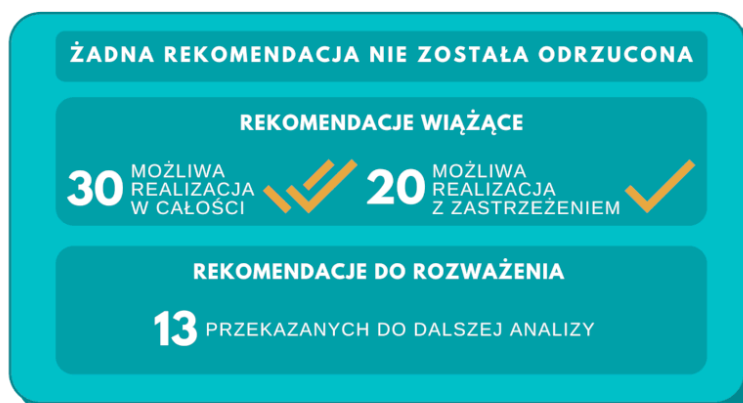 ŻADNA REKOMENDACJA NIE ZOSTAŁA ODRZUCONA
REKOMENDACJE WIĄŻĄCE
30 MOŻLIWA
REALIZACJA
W CAŁOŚCI
20 MOŻLIWA
REALIZACJA
Z ZASTRZEŻENIEM
REKOMENDACJE DO ROZWAŻENIA
13 PRZEKAZANYCH DO DALSZEJ ANALIZY